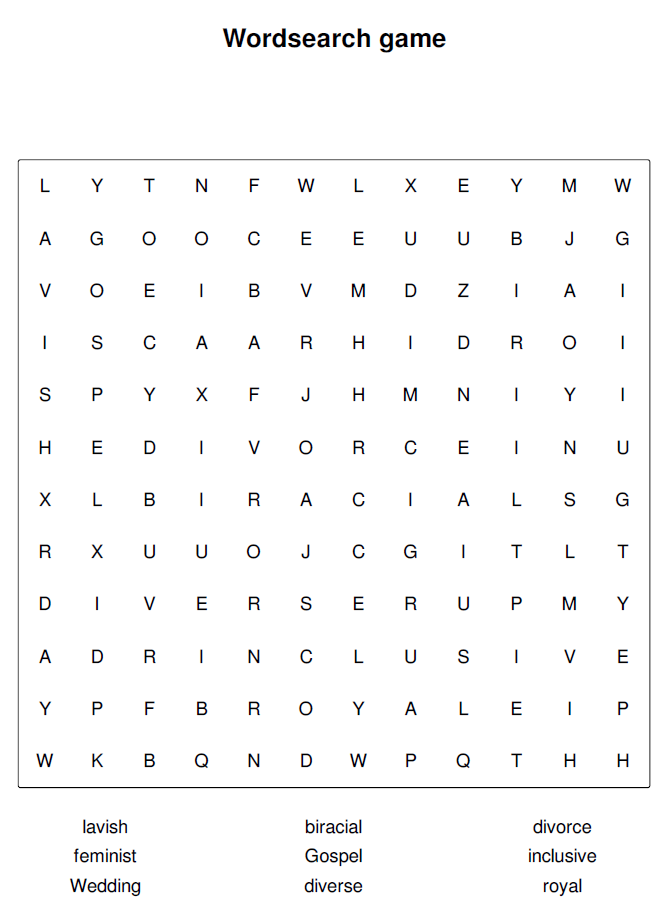 Wordsearch game
L Y T N F W L X E Y M W
A G O O C E E U U B J G
V O E I B V M D Z I A I
I S C A A R H I D R O I
S P Y X F J H M N I Y I
H E D I V O R C E I N U
X L B I R A C I A L S G
R X U U O J C G I T L T
D I V E R S E R U P M Y
A D R I N C L U S I V E
Y P F B R O Y A L E I P
W K B Q N D W P Q T H H
lavish biracial divorce
feminist Gospel inclusive
Wedding diverse royal